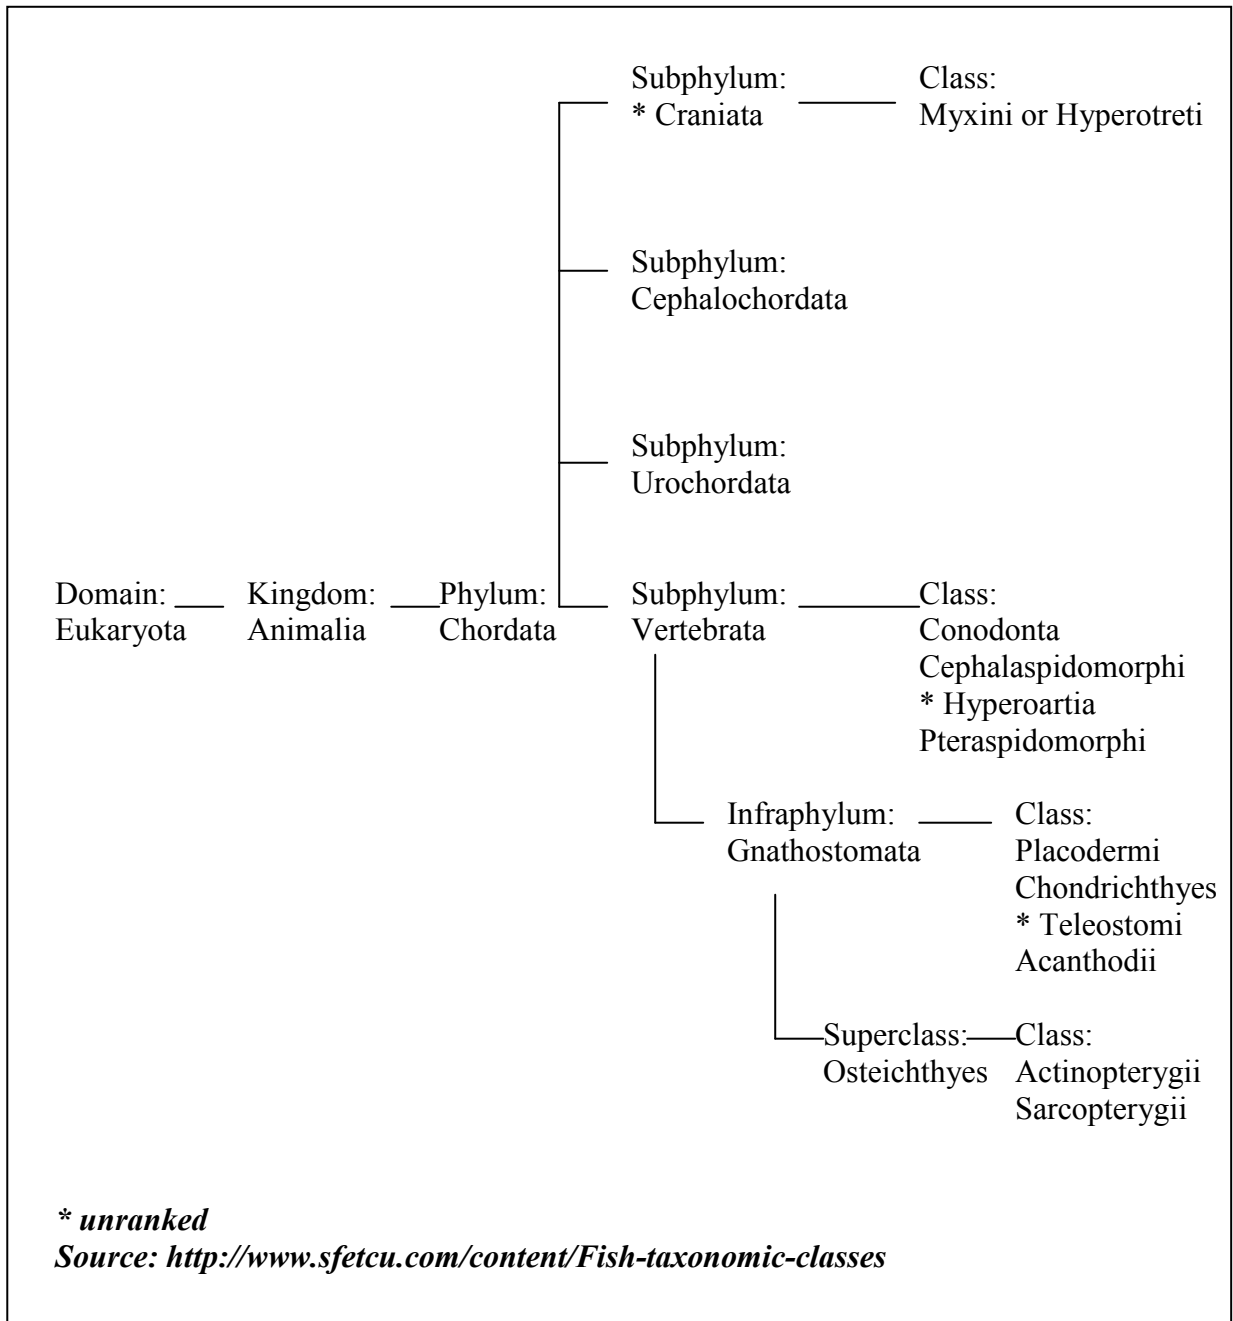 Subphylum:
* Craniata
Class:
Myxini or Hyperotreti
Subphylum:
Cephalochordata
Subphylum:
Urochordata
Domain:
Eukaryota
Kingdom:
Animalia
Phylum:
Chordata
Subphylum:
Vertebrata
Class:
Conodonta
Cephalaspidomorphi
* Hyperoartia
Pteraspidomorphi
Infraphylum:
Gnathostomata
Class:
Placodermi
Chondrichthyes
* Teleostomi
Acanthodii
Superclass:
Osteichthyes
Class:
Actinopterygii
Sarcopterygii
* unranked
Source: http://www.sfetcu.com/content/Fish-taxonomic-classes